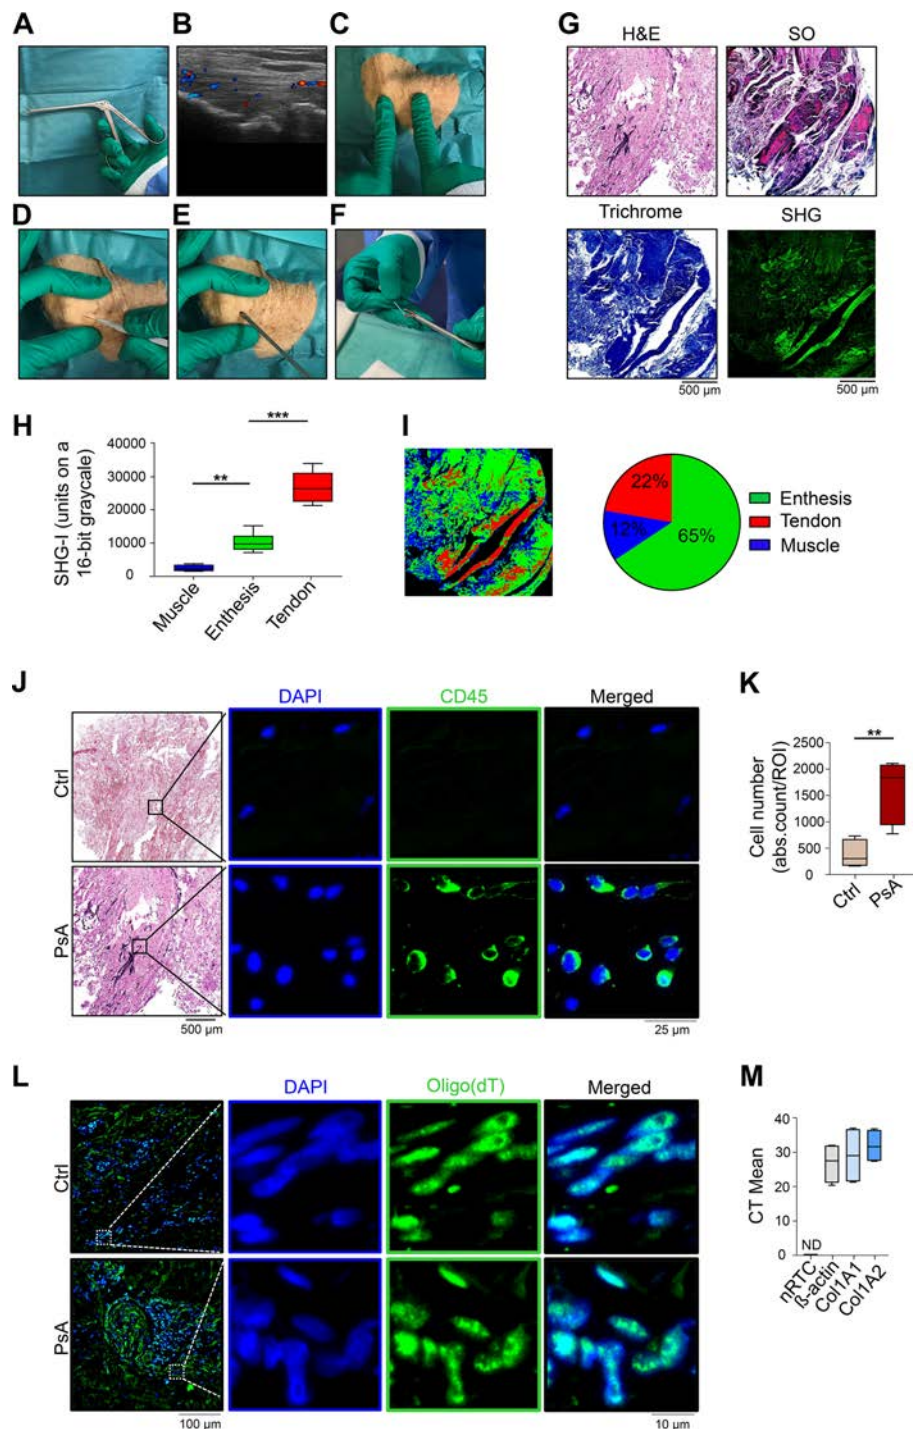 A
B
C
G
H&E
SO
D
E
F
Trichrome
SHG
500 µm
500 µm
H
I
SHG-I (units on a
16-bit graycale)
40000
30000
20000
10000
0
**
***
Muscle
Enthesis
Tendon
22%
12%
65%
Enthesis
Tendon
Muscle
J
DAPI
CD45
Merged
K
Ctrl
PsA
500 µm
25 µm
Cell number
(abs.count/ROI)
2500
2000
1500
1000
500
0
**
Ctrl
PsA
L
DAPI
Oligo(dT)
Merged
M
Ctrl
PsA
100 µm
10 µm
CT Mean
40
30
20
10
0
ND
nRTC
ß-actin
Col1A1
Col1A2